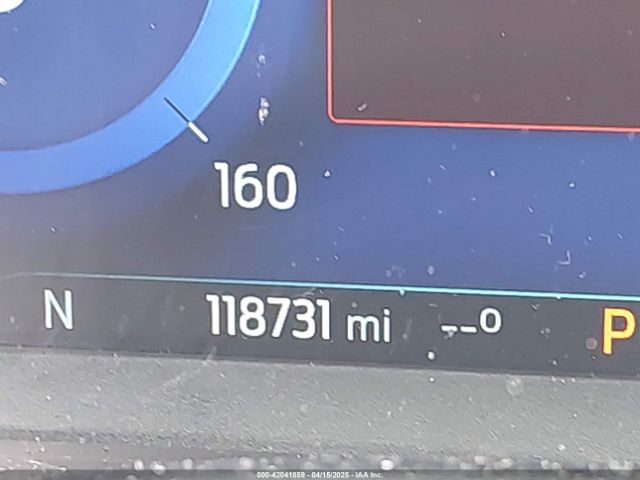 160
N 118731 mi --° P
000-42041859 - 04/15/2025 - IAA Inc.